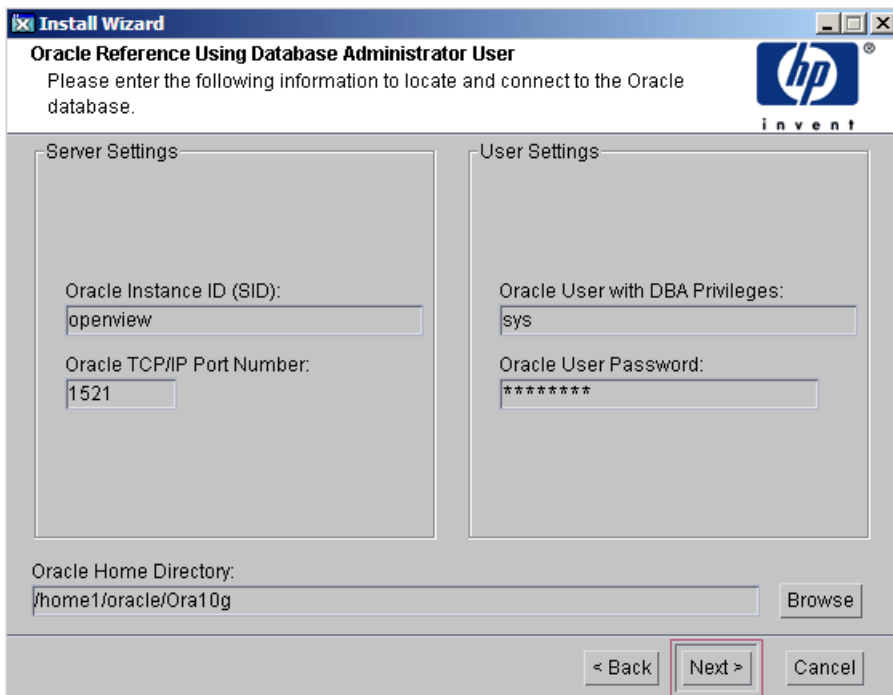 Install Wizard
Oracle Reference Using Database Administrator User
Please enter the following information to locate and connect to the Oracle
database.
hp
®
invent
Server Settings
Oracle Instance ID (SID):
openview
Oracle TCP/IP Port Number:
1521
User Settings
Oracle User with DBA Privileges:
sys
Oracle User Password:
********
Oracle Home Directory:
/home1/oracle/Ora10g
Browse
< Back
Next >
Cancel